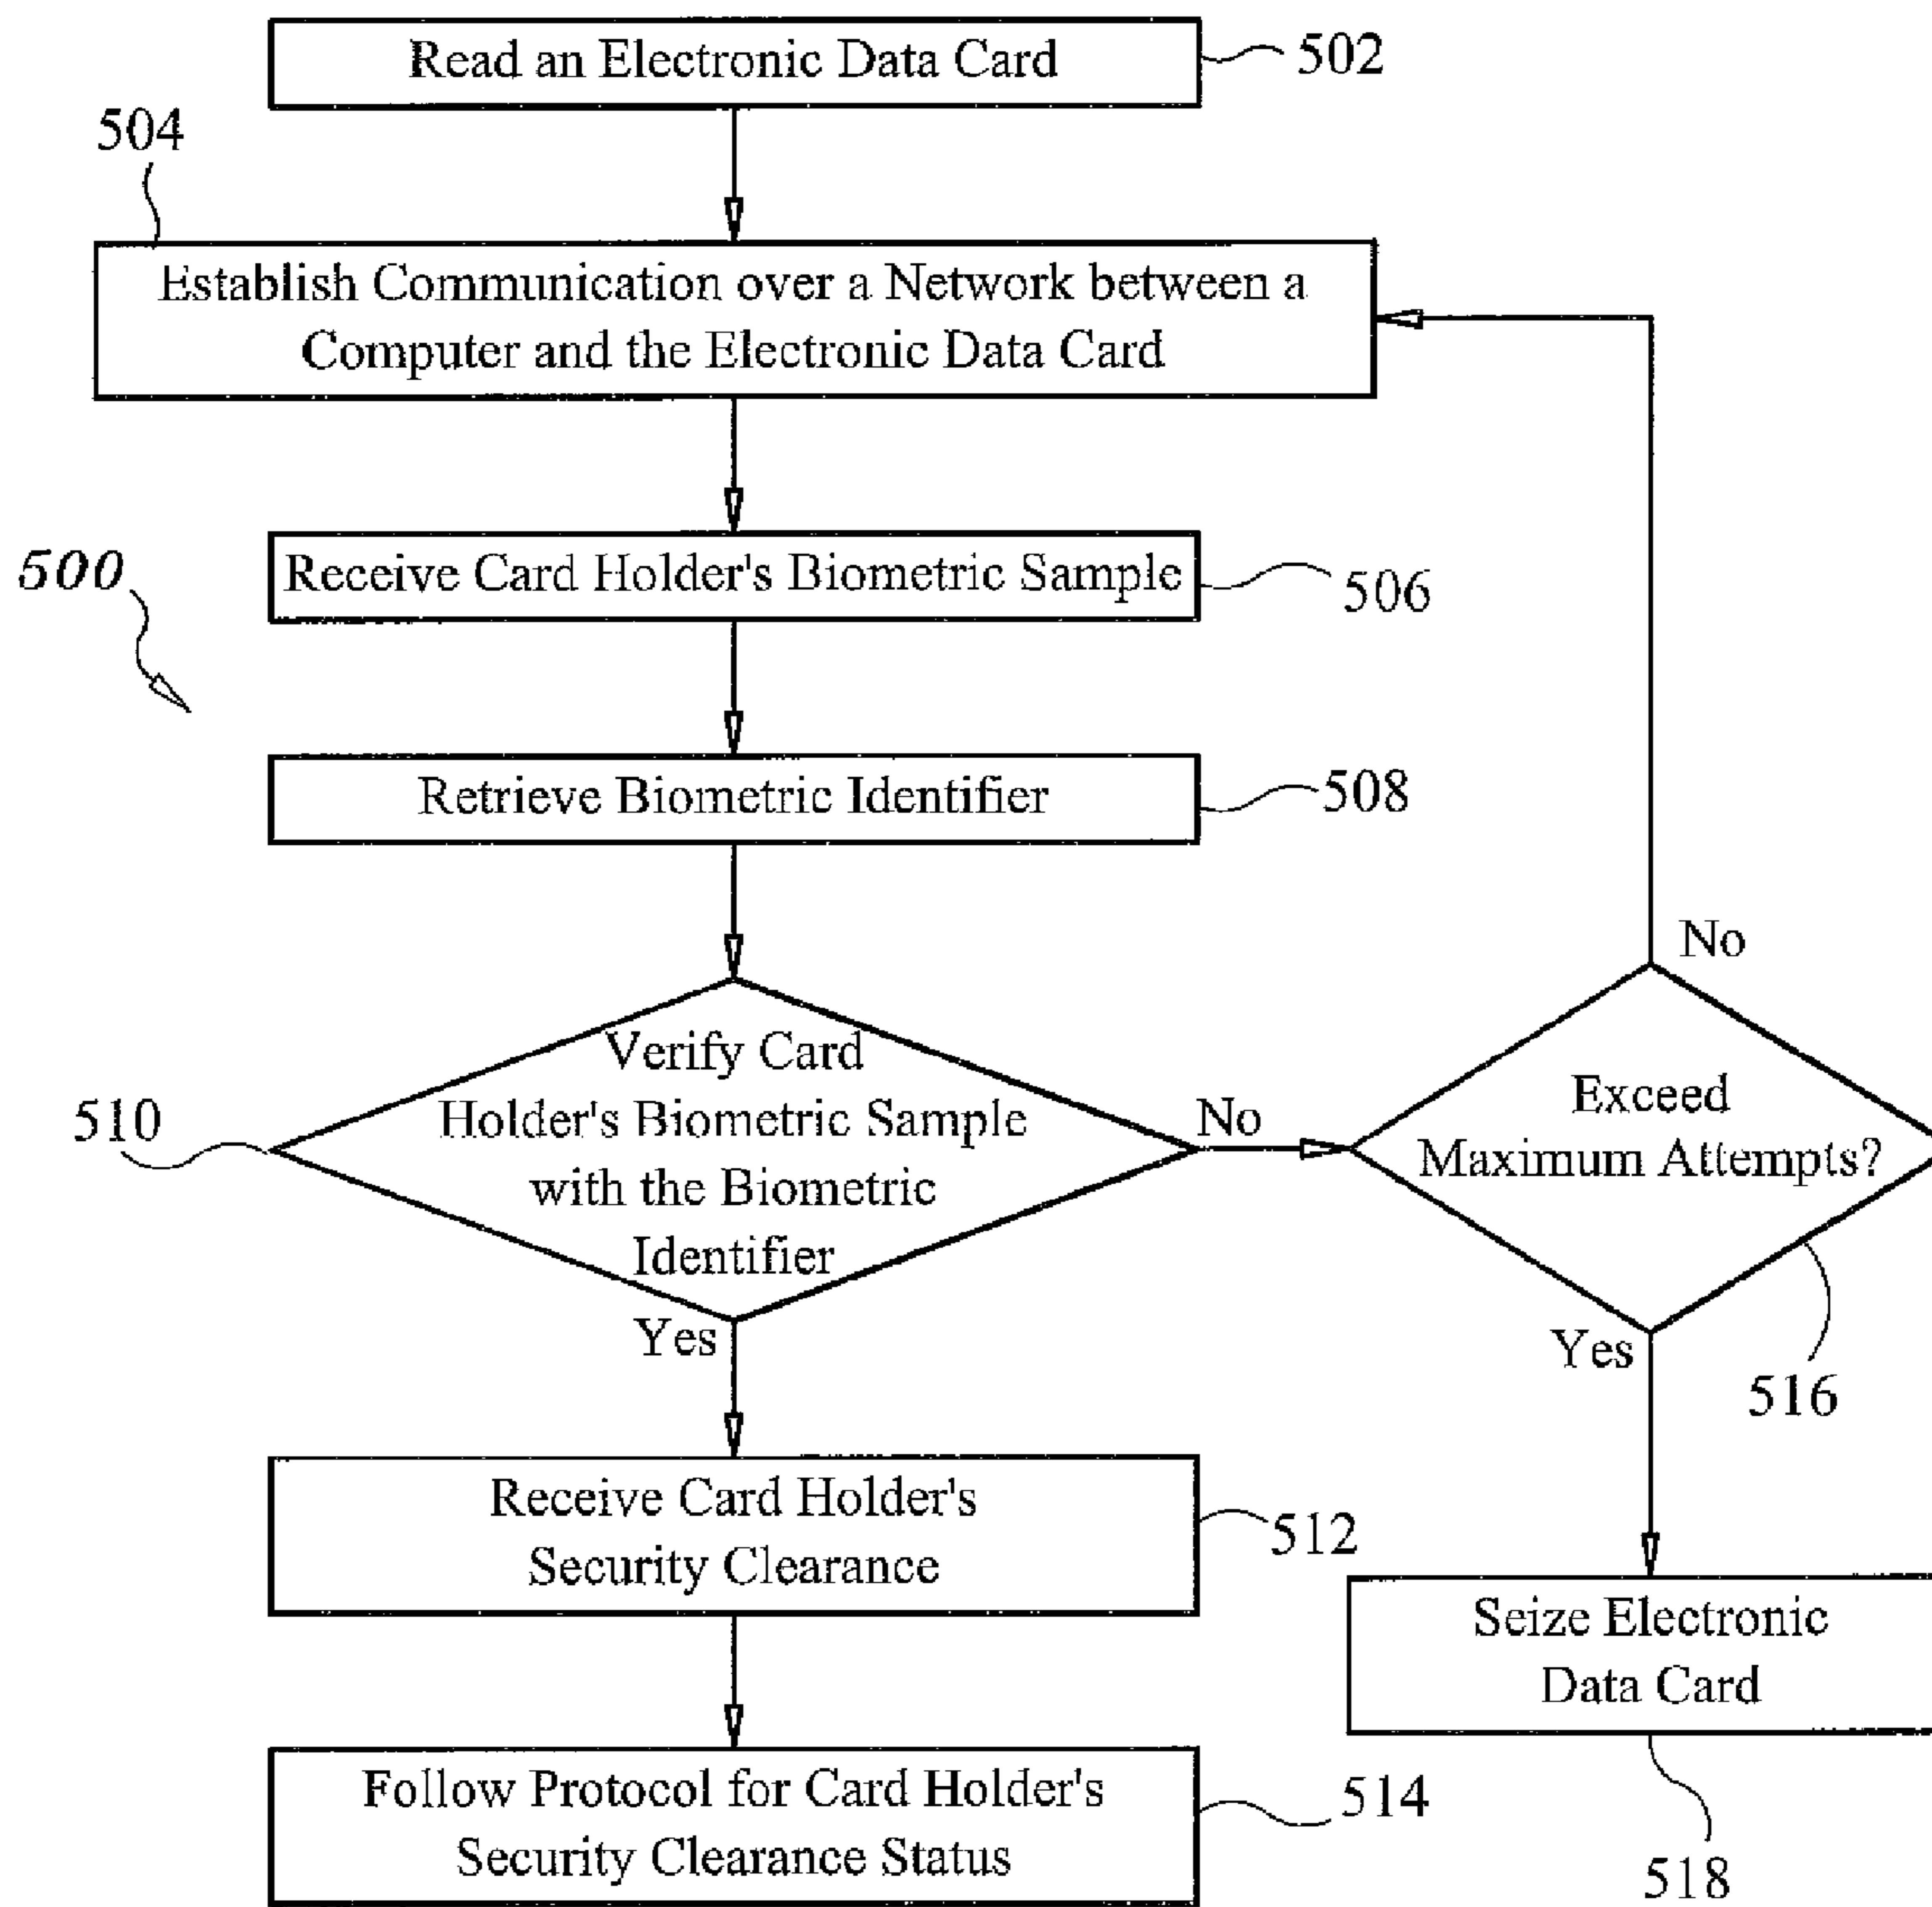 Read an Electronic Data Card
502
504
Establish Communication over a Network between a
Computer and the Electronic Data Card
500
Receive Card Holder's Biometric Sample
506
Retrieve Biometric Identifier
508
No
Verify Card
Holder's Biometric Sample
with the Biometric
Identifier
510
No
Exceed
Maximum Attempts?
Yes
Yes
516
Receive Card Holder's
Security Clearance
512
Seize Electronic
Data Card
Follow Protocol for Card Holder's
Security Clearance Status
514
518